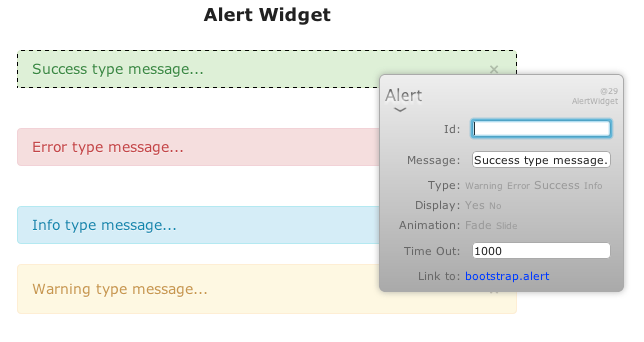 Alert Widget
Success type message... ×
Error type message...
Info type message...
Warning type message...
Alert
@29
AlertWidget
Id:
Message: Success type message.
Type: Warning Error Success Info
Display: Yes No
Animation: Fade Slide
Time Out: 1000
Link to: bootstrap.alert